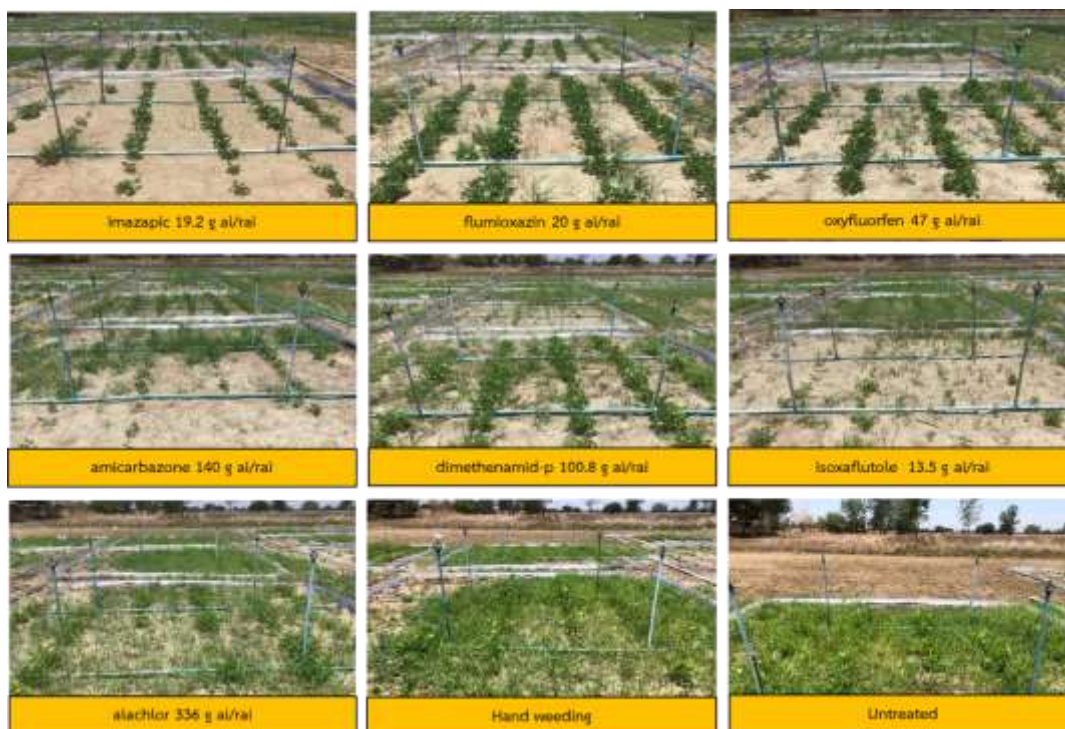 imazapic 19.2 g ai/rai
flumioxazin 20 g ai/rai
oxyfluorfen 47 g ai/rai
amicarbazone 140 g ai/rai
dimethenamid-p 100.8 g ai/rai
isoxaflutole 13.5 g ai/rai
alachlor 336 g ai/rai
Hand weeding
Untreated